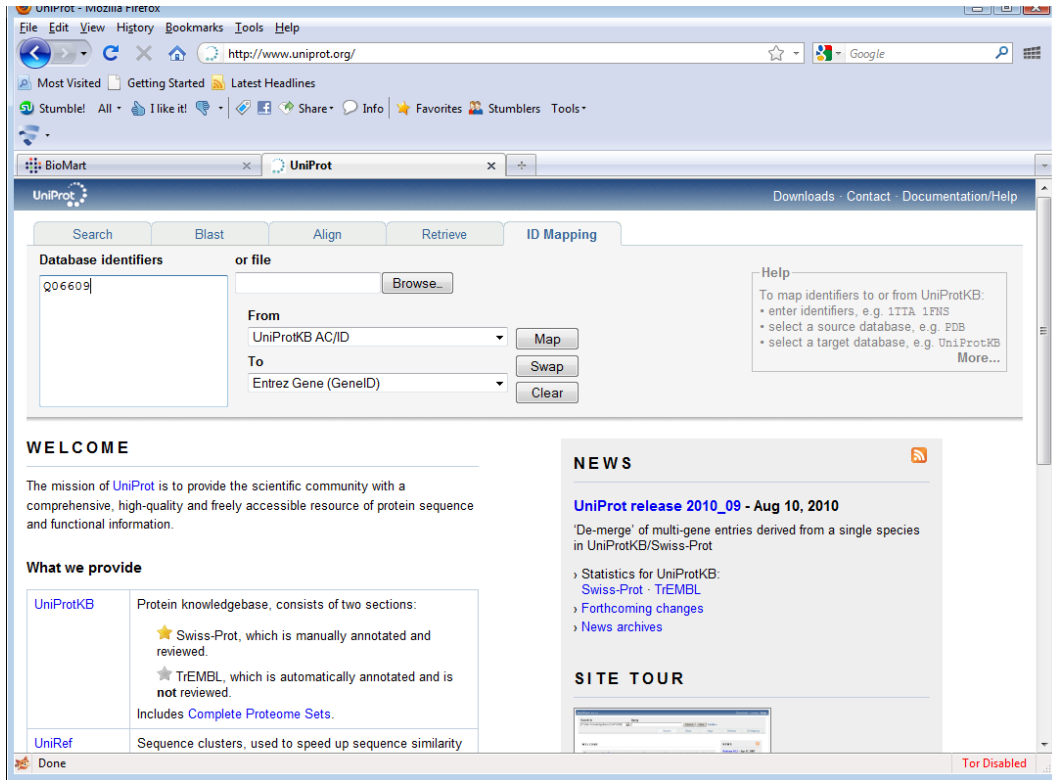 UniProt - Mozilla Firefox
File Edit View History Bookmarks Tools Help
http://www.uniprot.org/
Google
Most Visited Getting Started Latest Headlines
Stumble! All I like it! Share Info Favorites Stumblers Tools
BioMart UniProt
UniProt Downloads · Contact · Documentation/Help
Search Blast Align Retrieve ID Mapping
Database identifiers or file
Q06609 Browse...
From
UniProtKB AC/ID Map
To Swap
Entrez Gene (GeneID) Clear
Help
To map identifiers to or from UniProtKB:
• enter identifiers, e.g. 1TTA 1FNS
• select a source database, e.g. PDB
• select a target database, e.g. UniProtKB
More...
WELCOME
The mission of UniProt is to provide the scientific community with a
comprehensive, high-quality and freely accessible resource of protein sequence
and functional information.
What we provide
UniProtKB Protein knowledgebase, consists of two sections:
Swiss-Prot, which is manually annotated and
reviewed.
TrEMBL, which is automatically annotated and is
not reviewed.
Includes Complete Proteome Sets.
UniRef Sequence clusters, used to speed up sequence similarity
NEWS
UniProt release 2010_09 - Aug 10, 2010
'De-merge' of multi-gene entries derived from a single species
in UniProtKB/Swiss-Prot
› Statistics for UniProtKB:
Swiss-Prot · TrEMBL
› Forthcoming changes
› News archives
SITE TOUR
Done Tor Disabled